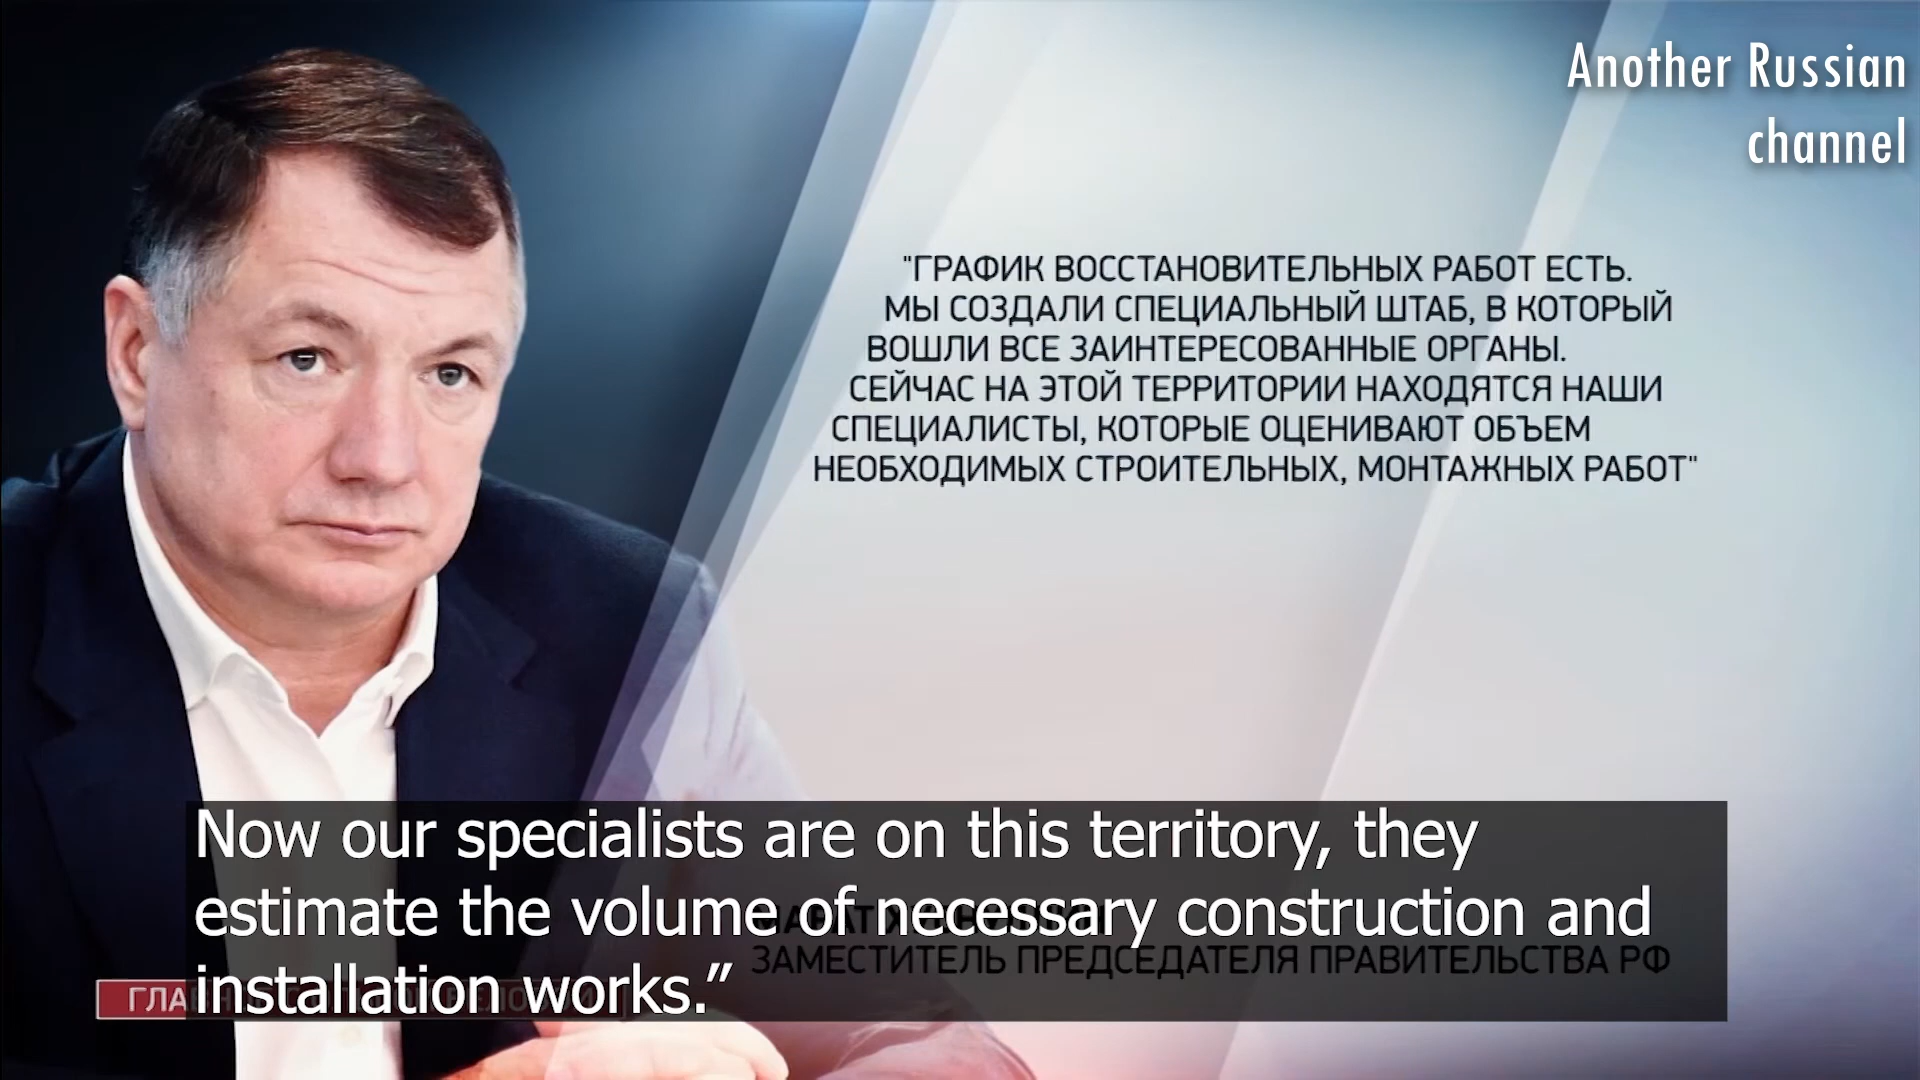 Another Russian
channel
"ГРАФИК ВОССТАНОВИТЕЛЬНЫХ РАБОТ ЕСТЬ.
МЫ СОЗДАЛИ СПЕЦИАЛЬНЫЙ ШТАБ, В КОТОРЫЙ
ВОШЛИ ВСЕ ЗАИНТЕРЕСОВАННЫЕ ОРГАНЫ.
СЕЙЧАС НА ЭТОЙ ТЕРРИТОРИИ НАХОДЯТСЯ НАШИ
СПЕЦИАЛИСТЫ, КОТОРЫЕ ОЦЕНИВАЮТ ОБЪЕМ
НЕОБХОДИМЫХ СТРОИТЕЛЬНЫХ, МОНТАЖНЫХ РАБОТ"
Now our specialists are on this territory, they
estimate the volume of necessary construction and
installation works.”
ЗАМЕСТИТЕЛЬ ПРЕДСЕДАТЕЛЯ ПРАВИТЕЛЬСТВА РФ